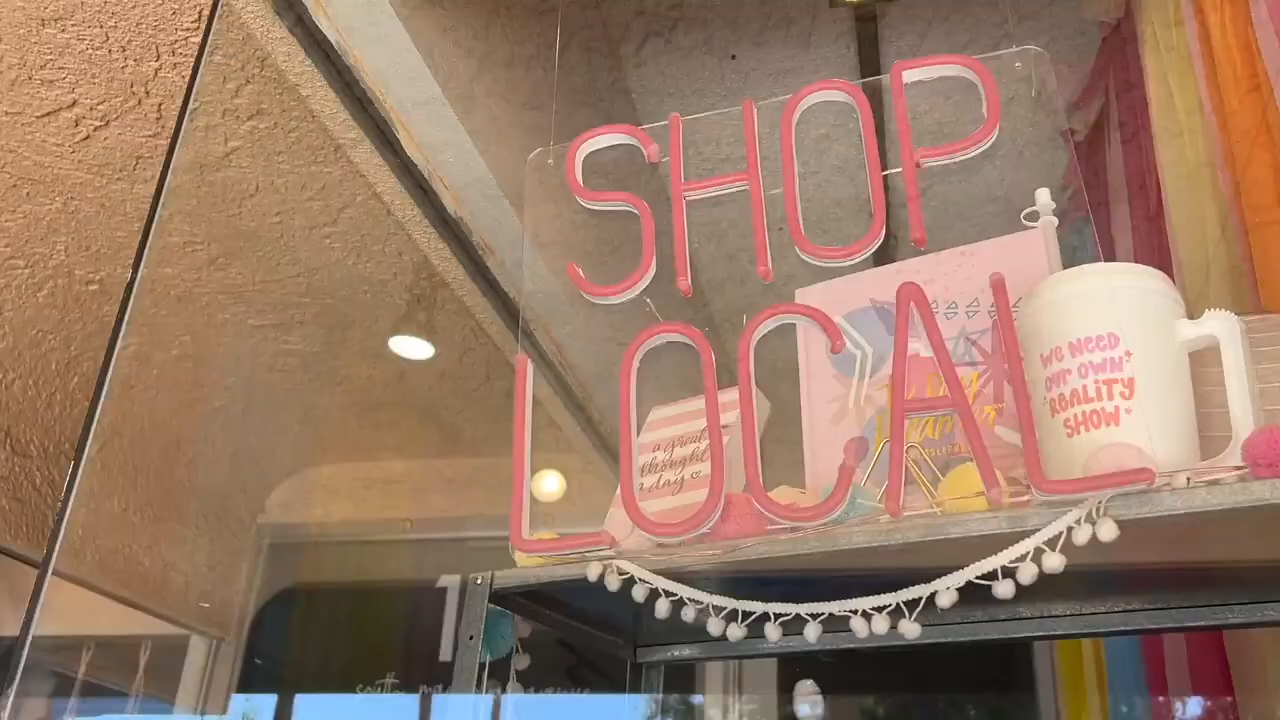 SHOP
LOCAL
a great
thought
a day
WE NEED
OUR OWN
REALITY
SHOW